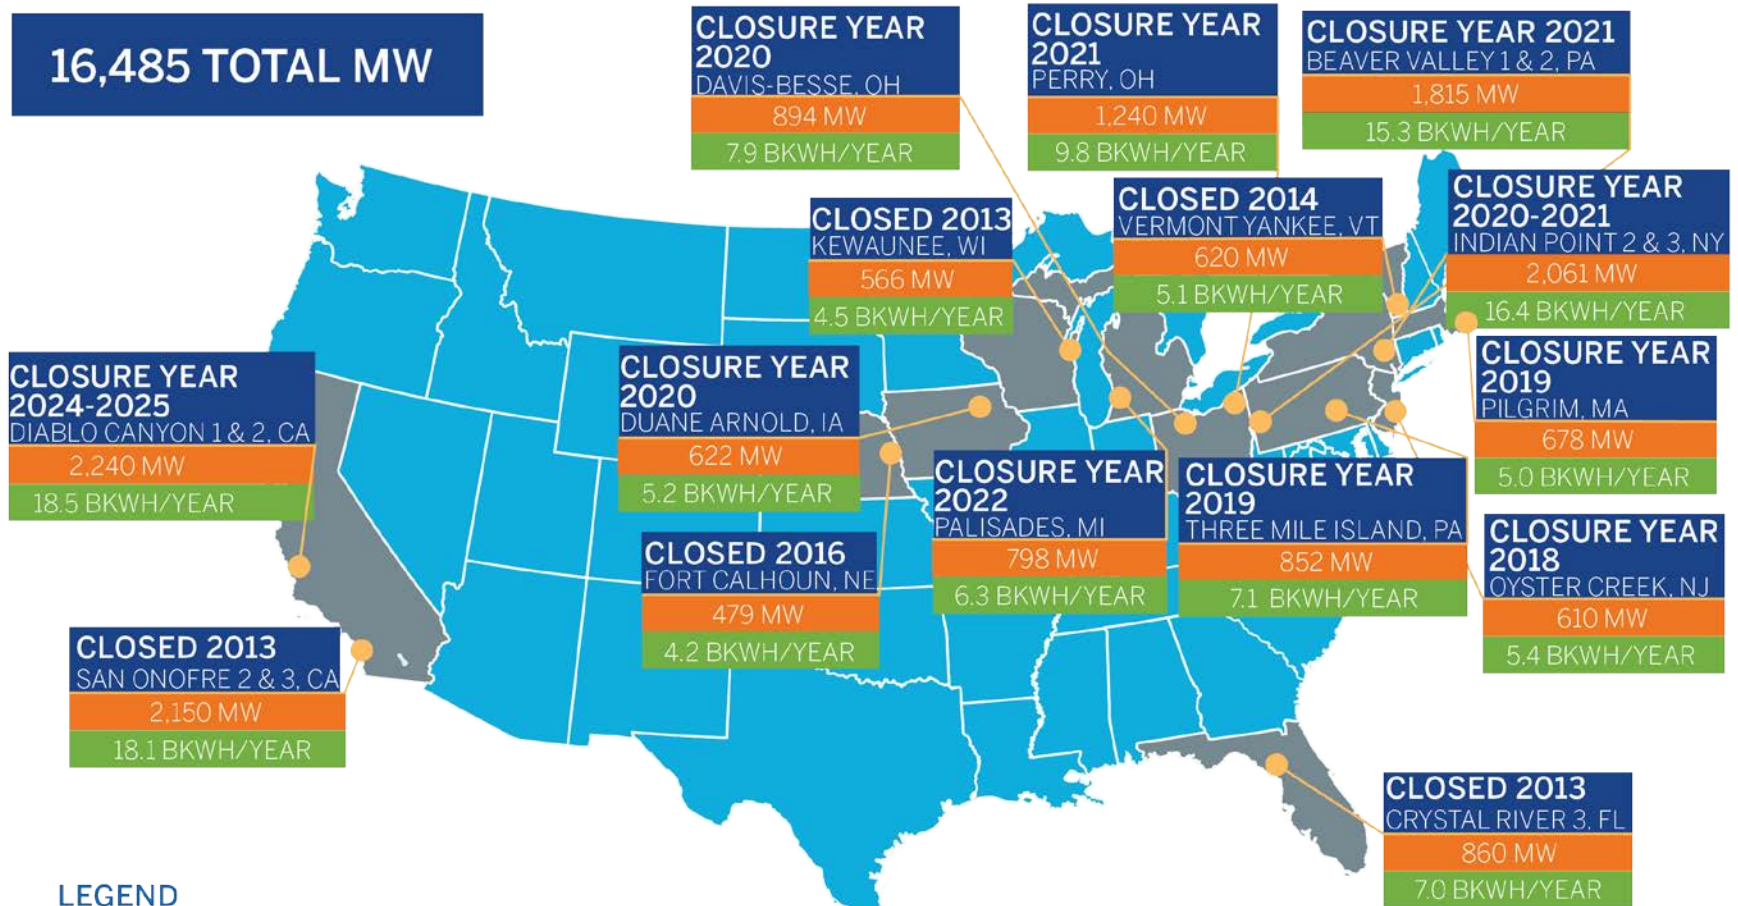 16,485 TOTAL MW
CLOSURE YEAR
2020
DAVIS-BESSE, OH
894 MW
7.9 BKWH/YEAR
CLOSURE YEAR
2021
PERRY, OH
1,240 MW
9.8 BKWH/YEAR
CLOSURE YEAR 2021
BEAVER VALLEY 1 & 2, PA
1,815 MW
15.3 BKWH/YEAR
CLOSED 2013
KEWAUNEE, WI
566 MW
4.5 BKWH/YEAR
CLOSED 2014
VERMONT YANKEE, VT
620 MW
5.1 BKWH/YEAR
CLOSURE YEAR
2020-2021
INDIAN POINT 2 & 3, NY
2,061 MW
16.4 BKWH/YEAR
CLOSURE YEAR
2024-2025
DIABLO CANYON 1 & 2, CA
2,240 MW
18.5 BKWH/YEAR
CLOSURE YEAR
2020
DUANE ARNOLD, IA
622 MW
5.2 BKWH/YEAR
CLOSURE YEAR
2019
PILGRIM, MA
678 MW
5.0 BKWH/YEAR
CLOSURE YEAR
2022
PALISADES, MI
798 MW
6.3 BKWH/YEAR
CLOSURE YEAR
2019
THREE MILE ISLAND, PA
852 MW
7.1 BKWH/YEAR
CLOSED 2016
FORT CALHOUN, NE
479 MW
4.2 BKWH/YEAR
CLOSURE YEAR
2018
OYSTER CREEK, NJ
610 MW
5.4 BKWH/YEAR
CLOSED 2013
SAN ONOFRE 2 & 3, CA
2,150 MW
18.1 BKWH/YEAR
CLOSED 2013
CRYSTAL RIVER 3, FL
860 MW
7.0 BKWH/YEAR
LEGEND